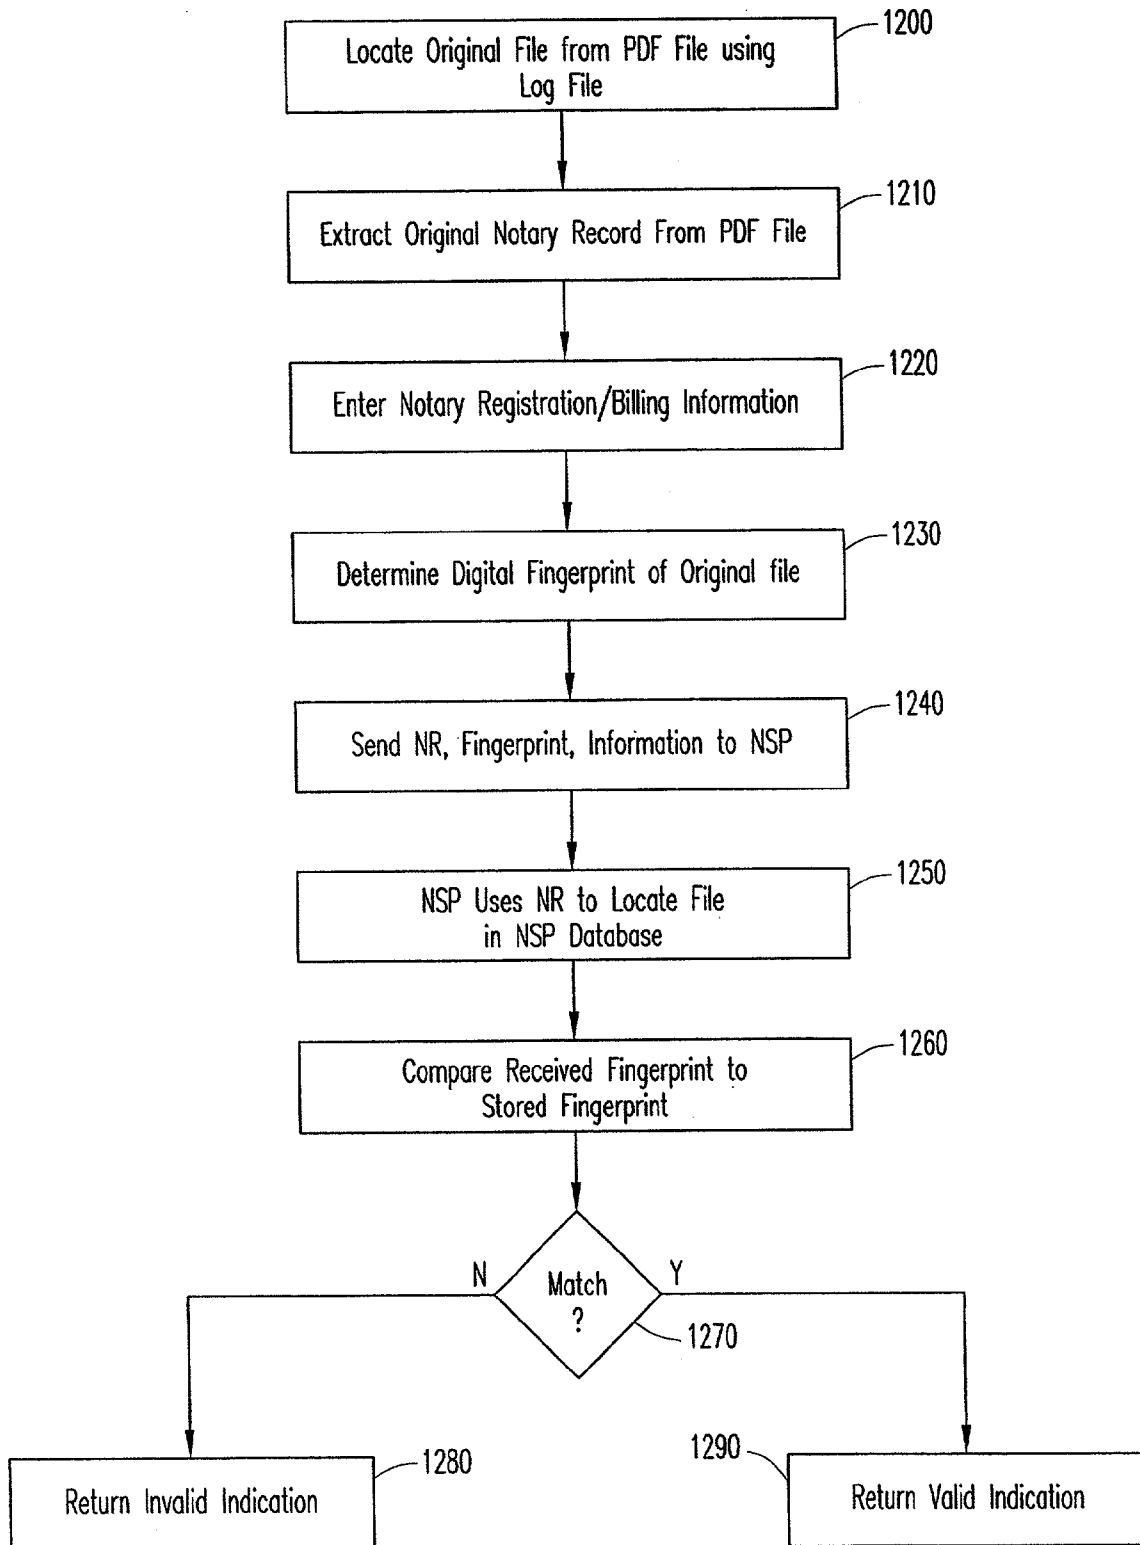 1200
Locate Original File from PDF File using
Log File
1210
Extract Original Notary Record From PDF File
1220
Enter Notary Registration/Billing Information
1230
Determine Digital Fingerprint of Original file
1240
Send NR, Fingerprint, Information to NSP
1250
NSP Uses NR to Locate File
in NSP Database
1260
Compare Received Fingerprint to
Stored Fingerprint
N
Y
Match
?
1270
1280
Return Invalid Indication
1290
Return Valid Indication